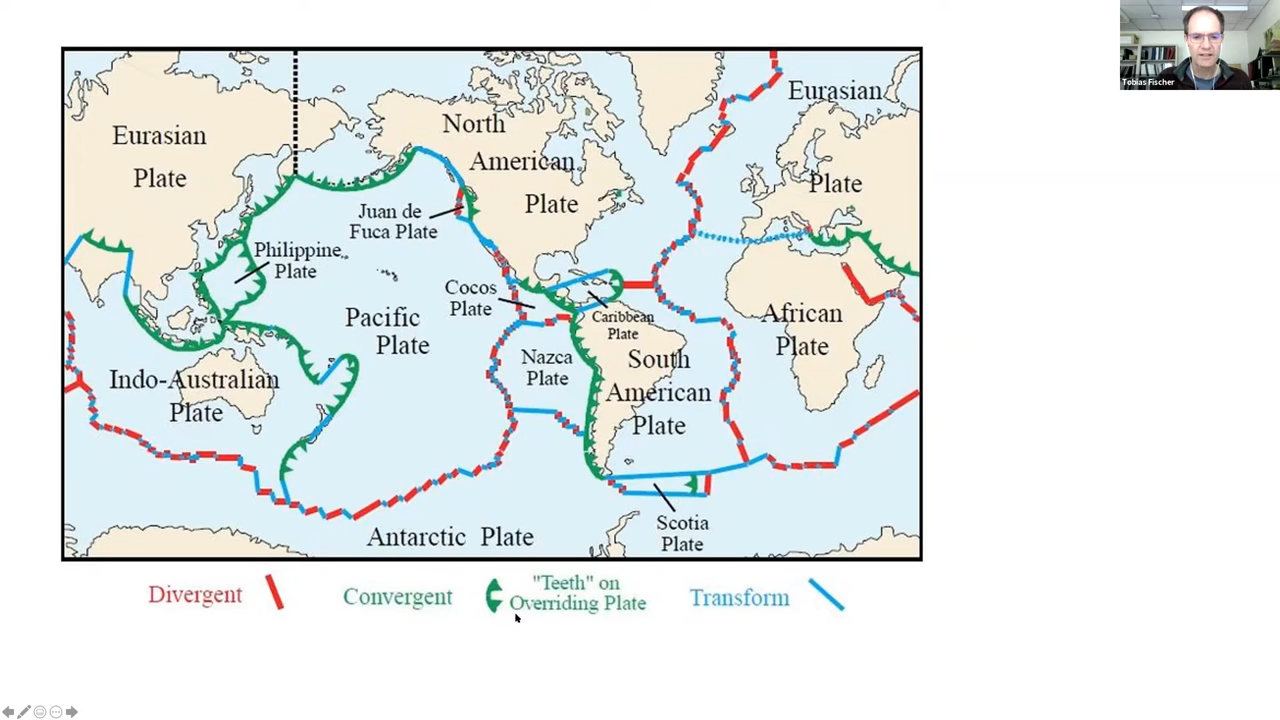 Tobias Fischer
Eurasian
Plate
North
American
Plate
Eurasian
Plate
Juan de
Fuca Plate
Philippine
Plate
Cocos
Plate
Caribbean
Plate
Pacific
Plate
African
Plate
Nazca
Plate
South
American
Plate
Indo-Australian
Plate
Scotia
Plate
Antarctic Plate
Divergent
Convergent
"Teeth" on
Overriding Plate
Transform